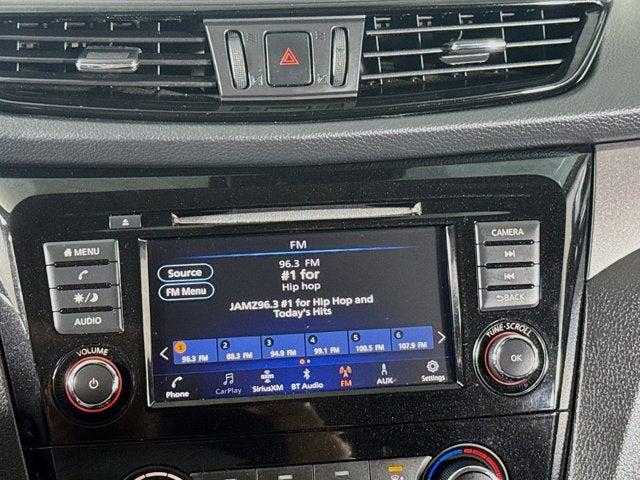 FM
MENU
CAMERA
Source
FM Menu
96.3 FM
#1 for
Hip hop
JAMZ96.3 #1 for Hip Hop and
Today's Hits
BACK
AUDIO
VOLUME
TUNE·SCROLL
OK
1 2 3 4 5 6
96.3 FM 88.3 FM 94.9 FM 99.1 FM 100.5 FM 107.9 FM
Phone CarPlay SiriusXM BT Audio FM AUX Settings